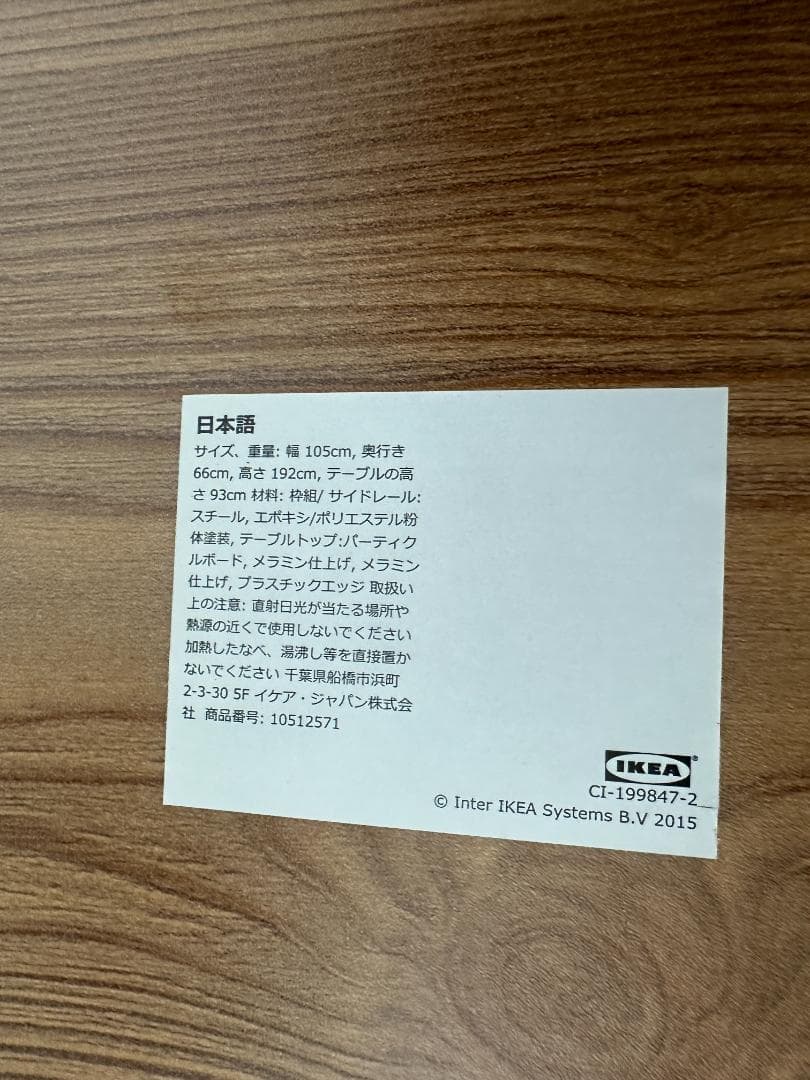 日本語
サイズ、重量: 幅 105cm, 奥行き
66cm, 高さ 192cm, テーブルの高
さ 93cm 材料: 枠組/ サイドレール:
スチール, エポキシ/ポリエステル粉
体塗装, テーブルトップ:パーティク
ルボード, メラミン仕上げ, メラミン
仕上げ, プラスチックエッジ 取扱い
上の注意: 直射日光が当たる場所や
熱源の近くで使用しないでください
加熱したなべ、湯沸し等を直接置か
ないでください 千葉県船橋市浜町
2-3-30 5F イケア・ジャパン株式会
社 商品番号: 10512571
IKEA®
CI-199847-2
© Inter IKEA Systems B.V 2015